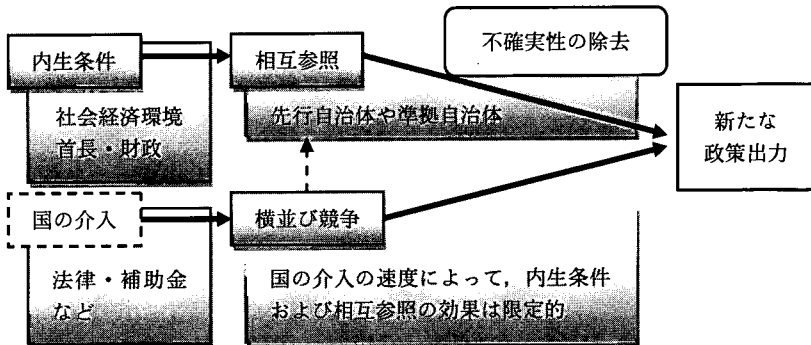 不確実性の除去
内生条件
相互参照
社会経済環境
首長・財政
先行自治体や準拠自治体
新たな
政策出力
国の介入
横並び競争
法律・補助金
など
国の介入の速度によって，内生条件
および相互参照の効果は限定的